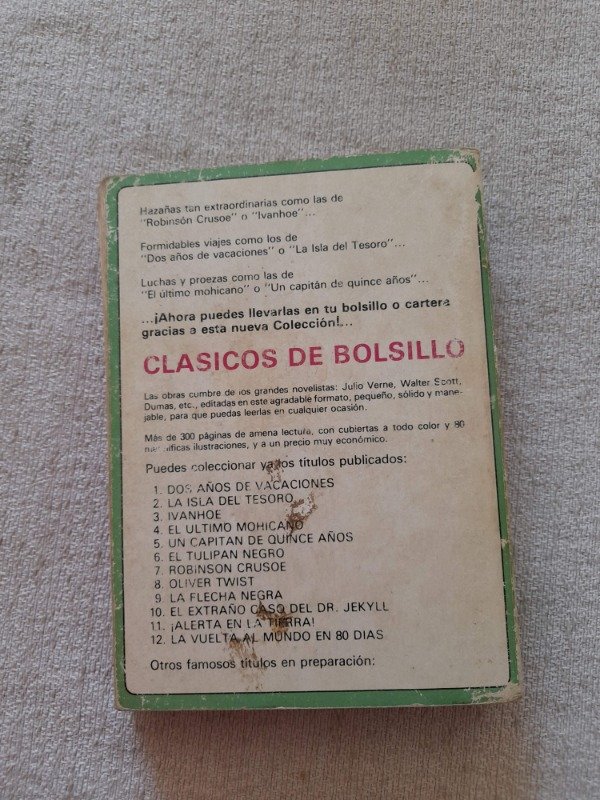 Hazañas tan extraordinarias como las de
"Robinsón Crusoe" o "Ivanhoe"...
Formidables viajes como los de
"Dos años de vacaciones" o "La Isla del Tesoro"...
Luchas y proezas como las de
"El último mohicano" o "Un capitán de quince años"...
...¡Ahora puedes llevarlas en tu bolsillo o cartera
gracias a esta nueva Colección!...
CLASICOS DE BOLSILLO
Las obras cumbre de los grandes novelistas: Julio Verne, Walter Scott,
Dumas, etc., editadas en este agradable formato, pequeño, sólido y mane-
jable, para que puedas leerlas en cualquier ocasión.
Más de 300 páginas de amena lectura, con cubiertas a todo color y 80
magníficas ilustraciones, y a un precio muy económico.
Puedes coleccionar ya los títulos publicados:
1. DOS AÑOS DE VACACIONES
2. LA ISLA DEL TESORO
3. IVANHOE
4. EL ULTIMO MOHICANO
5. UN CAPITAN DE QUINCE AÑOS
6. EL TULIPAN NEGRO
7. ROBINSON CRUSOE
8. OLIVER TWIST
9. LA FLECHA NEGRA
10. EL EXTRAÑO CASO DEL DR. JEKYLL
11. ¡ALERTA EN LA TIERRA!
12. LA VUELTA AL MUNDO EN 80 DIAS
Otros famosos títulos en preparación: